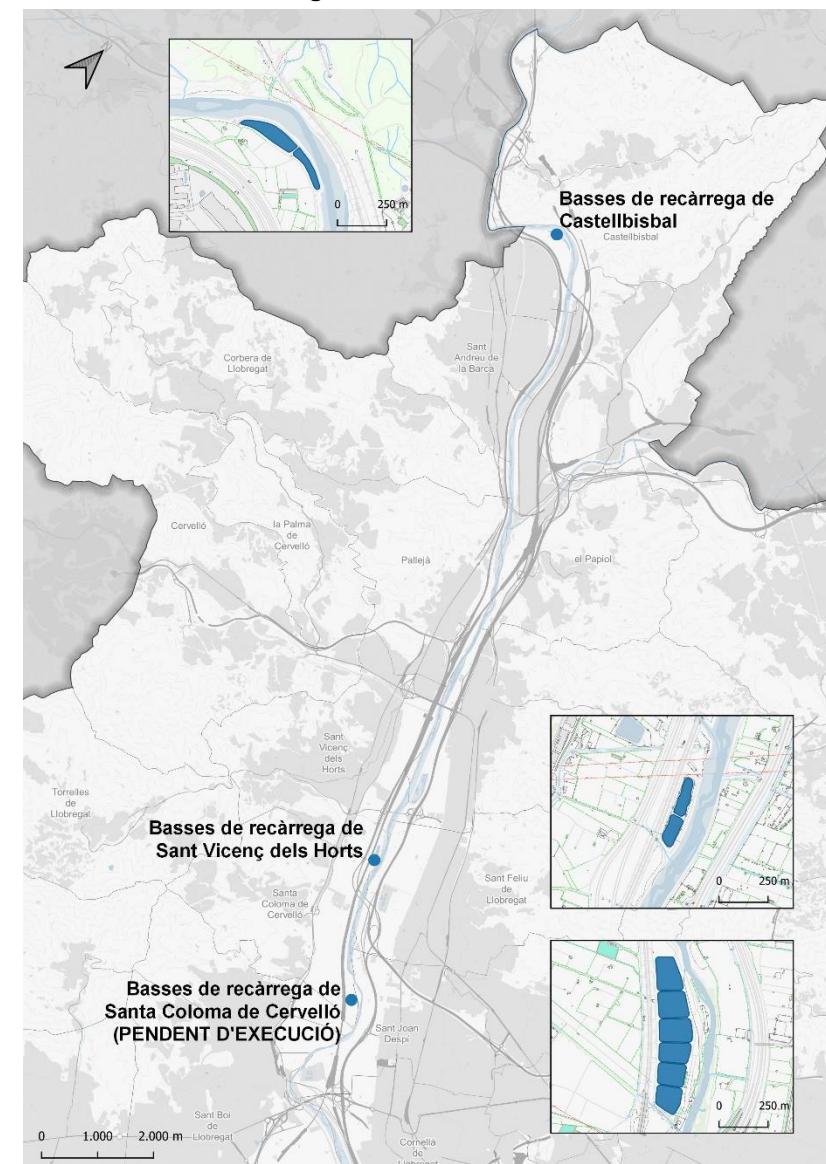 0 250 m
Basses de recàrrega de
Castellbisbal
Castellbisbal
Sant
Andreu de
la Barca
Corbera de
Llobregat
Cervelló
la Palma
de
Cervelló
Pallejà
el Papiol
Sant
Vicenç
dels
Horts
Torrelles
de
Llobregat
Basses de recàrrega de
Sant Vicenç dels Horts
0 250 m
Sant Feliu
de
Llobregat
Santa
Coloma de
Cervelló
Basses de recàrrega de
Santa Coloma de Cervelló
(PENDENT D'EXECUCIÓ)
Sant Joan
Despí
0 250 m
Sant Boi
de
Llobregat
0 1.000 2.000 m
Cornellà
de
Llobregat